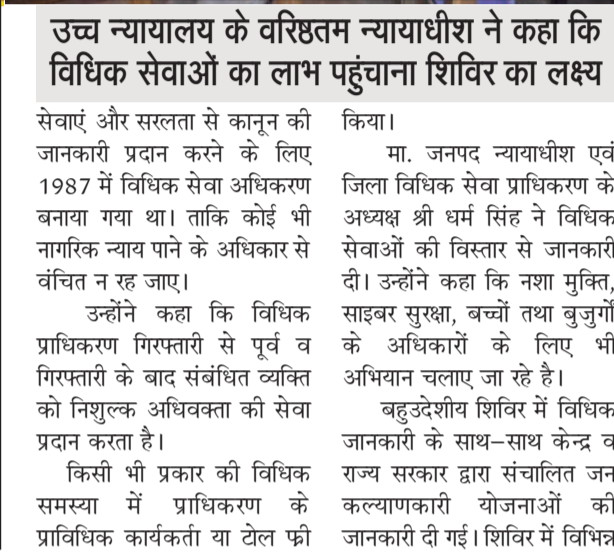 उच्च न्यायालय के वरिष्ठतम न्यायाधीश ने कहा कि
विधिक सेवाओं का लाभ पहुंचाना शिविर का लक्ष्य
सेवाएं और सरलता से कानून की
जानकारी प्रदान करने के लिए
1987 में विधिक सेवा अधिकरण
बनाया गया था। ताकि कोई भी
नागरिक न्याय पाने के अधिकार से
वंचित न रह जाए।
उन्होंने कहा कि विधिक
प्राधिकरण गिरफ्तारी से पूर्व व
गिरफ्तारी के बाद संबंधित व्यक्ति
को निशुल्क अधिवक्ता की सेवा
प्रदान करता है।
किसी भी प्रकार की विधिक
समस्या में प्राधिकरण के
प्राविधिक कार्यकर्ता या टोल फ्री
किया।
मा. जनपद न्यायाधीश एवं
जिला विधिक सेवा प्राधिकरण के
अध्यक्ष श्री धर्म सिंह ने विधिक
सेवाओं की विस्तार से जानकारी
दी। उन्होंने कहा कि नशा मुक्ति,
साइबर सुरक्षा, बच्चों तथा बुजुर्गों
के अधिकारों के लिए भी
अभियान चलाए जा रहे है।
बहुउदेशीय शिविर में विधिक
जानकारी के साथ–साथ केन्द्र व
राज्य सरकार द्वारा संचालित जन
कल्याणकारी योजनाओं की
जानकारी दी गई। शिविर में विभिन्न